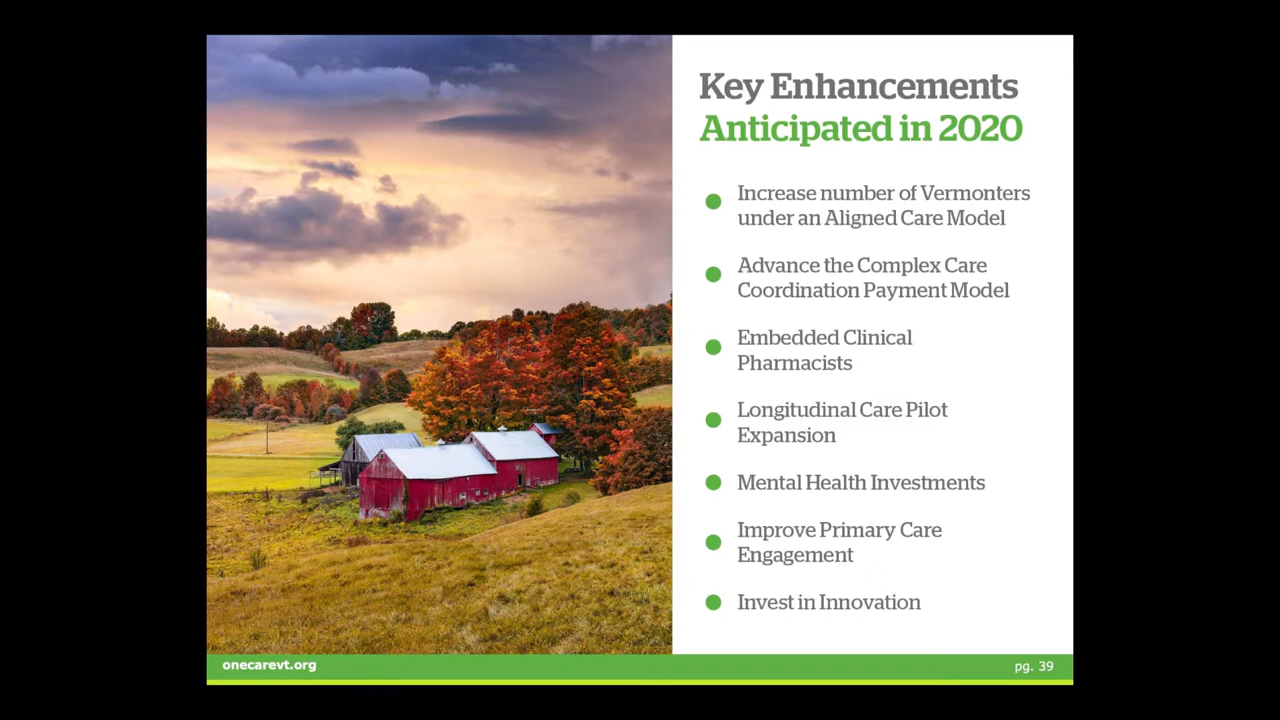 Key Enhancements
Anticipated in 2020
Increase number of Vermonters
under an Aligned Care Model
Advance the Complex Care
Coordination Payment Model
Embedded Clinical
Pharmacists
Longitudinal Care Pilot
Expansion
Mental Health Investments
Improve Primary Care
Engagement
Invest in Innovation
onecarevt.org
pg. 39